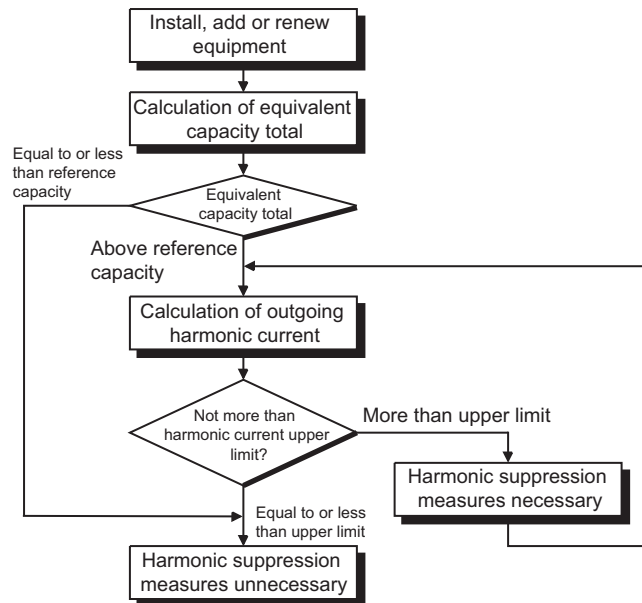 Install, add or renew
equipment
Calculation of equivalent
capacity total
Equal to or less
than reference
capacity
Equivalent
capacity total
Above reference
capacity
Calculation of outgoing
harmonic current
Not more than
harmonic current upper
limit?
More than upper limit
Harmonic suppression
measures necessary
Equal to or less
than upper limit
Harmonic suppression
measures unnecessary